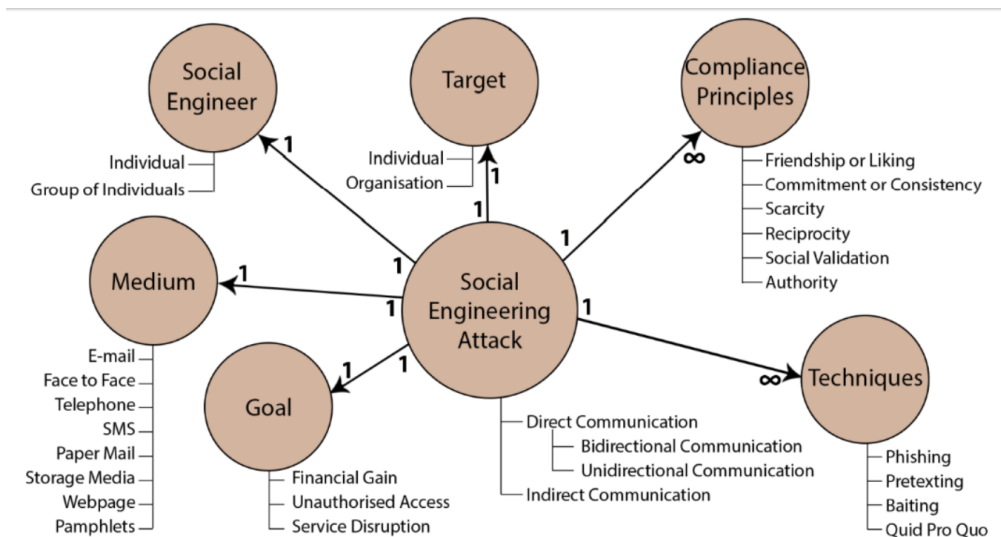 Social
Engineer
Individual
Group of Individuals
Target
Individual
Organisation
Compliance
Principles
Friendship or Liking
Commitment or Consistency
Scarcity
Reciprocity
Social Validation
Authority
1
1
1
∞
1
1
1
Medium
E-mail
Face to Face
Telephone
SMS
Paper Mail
Storage Media
Webpage
Pamphlets
1
1
Social
Engineering
Attack
Direct Communication
Bidirectional Communication
Unidirectional Communication
Indirect Communication
1
∞
Goal
Financial Gain
Unauthorised Access
Service Disruption
1
1
Techniques
Phishing
Pretexting
Baiting
Quid Pro Quo